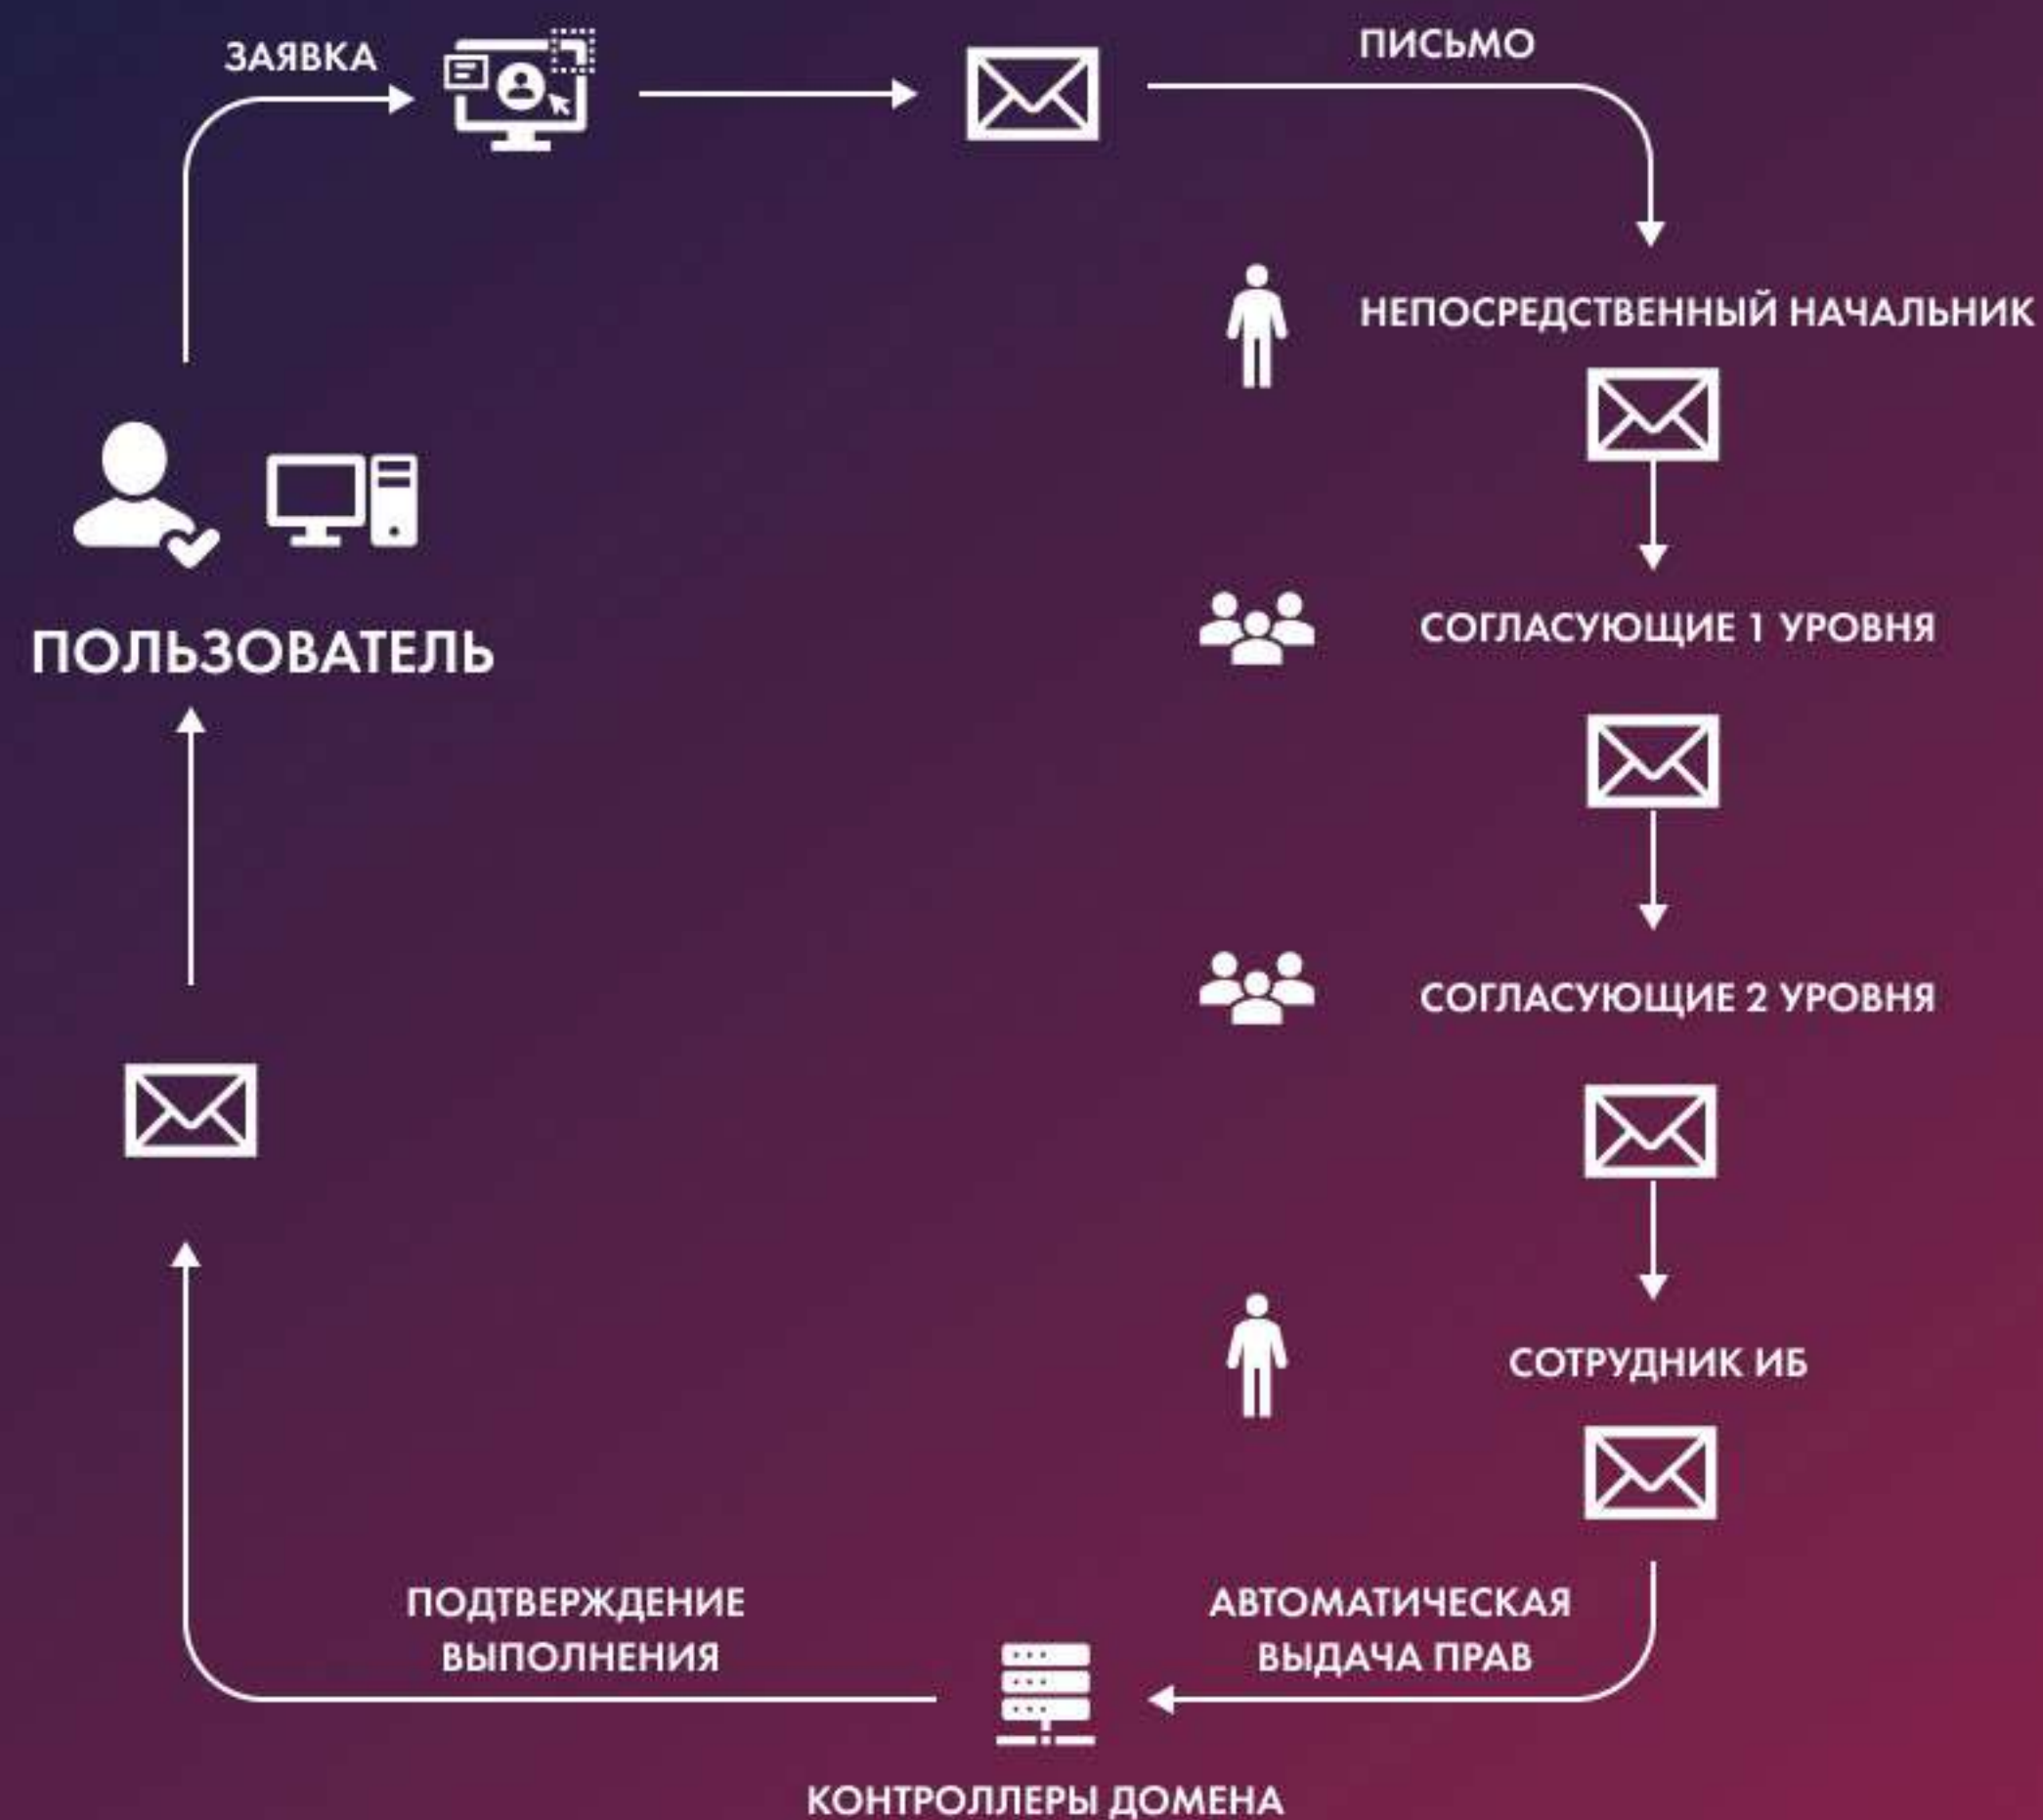 ЗАЯВКА
ПИСЬМО
НЕПОСРЕДСТВЕННЫЙ НАЧАЛЬНИК
СОГЛАСУЮЩИЕ 1 УРОВНЯ
ПОЛЬЗОВАТЕЛЬ
СОГЛАСУЮЩИЕ 2 УРОВНЯ
СОТРУДНИК ИБ
АВТОМАТИЧЕСКАЯ
ВЫДАЧА ПРАВ
ПОДТВЕРЖДЕНИЕ
ВЫПОЛНЕНИЯ
КОНТРОЛЛЕРЫ ДОМЕНА